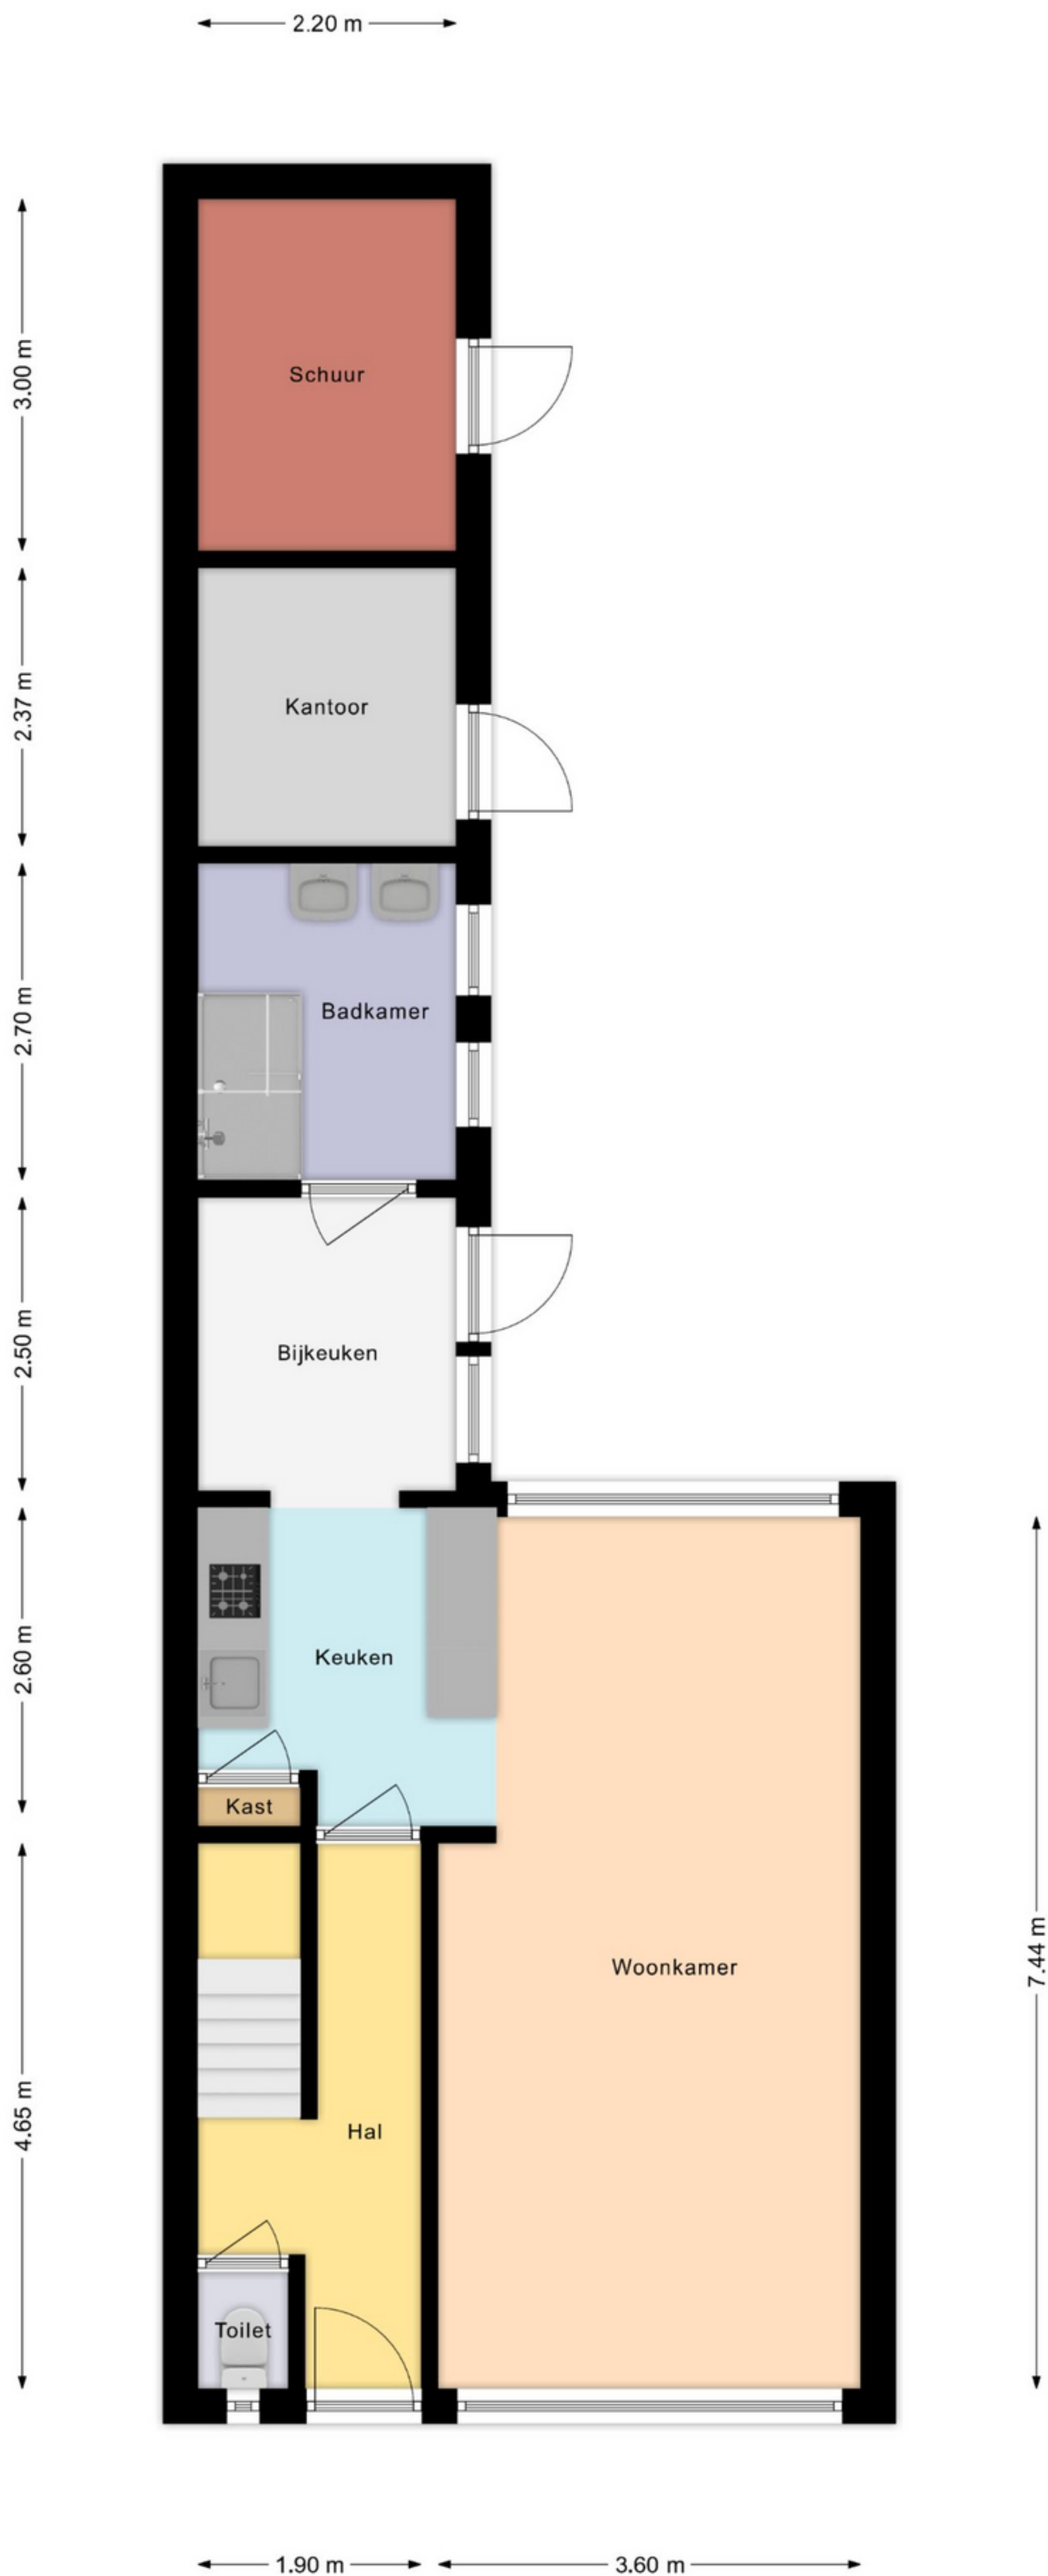 2.20 m
Schuur
3.00 m
Kantoor
2.37 m
Badkamer
2.70 m
Bijkeuken
2.50 m
Keuken
2.60 m
Kast
Woonkamer
7.44 m
Hal
4.65 m
Toilet
1.90 m
3.60 m